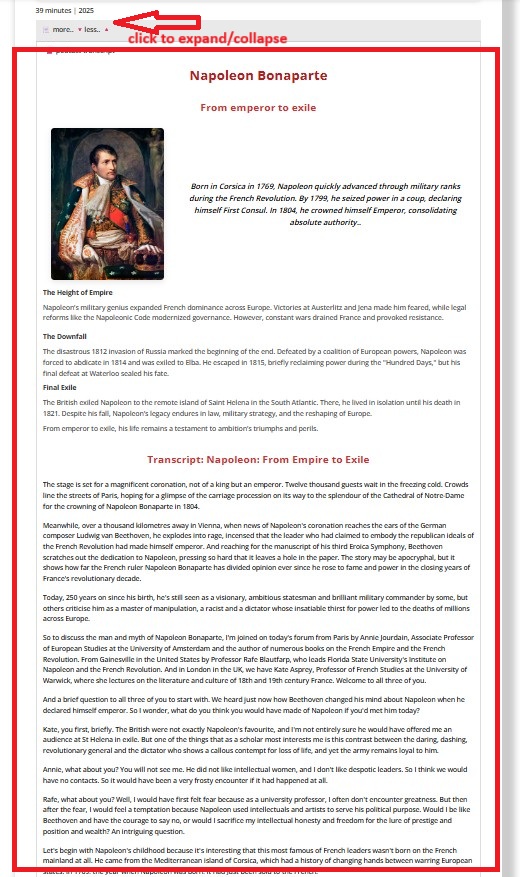 39 minutes | 2025
more.. ▼ less.. ▲
click to expand/collapse
Napoleon Bonaparte
From emperor to exile
Born in Corsica in 1769, Napoleon quickly advanced through military ranks
during the French Revolution. By 1799, he seized power in a coup, declaring
himself First Consul. In 1804, he crowned himself Emperor, consolidating
absolute authority..
The Height of Empire
Napoleon's military genius expanded French dominance across Europe. Victories at Austerlitz and Jena made him feared, while legal
reforms like the Napoleonic Code modernized governance. However, constant wars drained France and provoked resistance.
The Downfall
The disastrous 1812 invasion of Russia marked the beginning of the end. Defeated by a coalition of European powers, Napoleon was
forced to abdicate in 1814 and was exiled to Elba. He escaped in 1815, briefly reclaiming power during the "Hundred Days," but his
final defeat at Waterloo sealed his fate.
Final Exile
The British exiled Napoleon to the remote island of Saint Helena in the South Atlantic. There, he lived in isolation until his death in
1821. Despite his fall, Napoleon's legacy endures in law, military strategy, and the reshaping of Europe.
From emperor to exile, his life remains a testament to ambition's triumphs and perils.
Transcript: Napoleon: From Empire to Exile
The stage is set for a magnificent coronation, not of a king but an emperor. Twelve thousand guests wait in the freezing cold. Crowds
line the streets of Paris, hoping for a glimpse of the carriage procession on its way to the splendour of the Cathedral of Notre-Dame
for the crowning of Napoleon Bonaparte in 1804.
Meanwhile, over a thousand kilometres away in Vienna, when news of Napoleon's coronation reaches the ears of the German
composer Ludwig van Beethoven, he explodes into rage, incensed that the leader who had claimed to embody the republican ideals of
the French Revolution had made himself emperor. And reaching for the manuscript of his third Eroica Symphony, Beethoven
scratches out the dedication to Napoleon, pressing so hard that it leaves a hole in the paper. The story may be apocryphal, but it
shows how far the French ruler Napoleon Bonaparte has divided opinion ever since he rose to fame and power in the closing years of
France's revolutionary decade.
Today, 250 years on since his birth, he's still seen as a visionary, ambitious statesman and brilliant military commander by some, but
others criticise him as a master of manipulation, a racist and a dictator whose insatiable thirst for power led to the deaths of millions
across Europe.
So to discuss the man and myth of Napoleon Bonaparte, I'm joined on today's forum from Paris by Annie Jourdain, Associate Professor
of European Studies at the University of Amsterdam and the author of numerous books on the French Empire and the French
Revolution. From Gainesville in the United States by Professor Rafe Blautfarp, who leads Florida State University's Institute on
Napoleon and the French Revolution. And in London in the UK, we have Kate Asprey, Professor of French Studies at the University of
Warwick, where she lectures on the literature and culture of 18th and 19th century France. Welcome to all three of you.
And a brief question to all three of you to start with. We heard just now how Beethoven changed his mind about Napoleon when he
declared himself emperor. So I wonder, what do you think you would have made of Napoleon if you'd met him today?
Kate, you first, briefly. The British were not exactly Napoleon's favourite, and I'm not entirely sure he would have offered me an
audience at St Helena in exile. But one of the things that as a scholar most interests me is this contrast between the daring, dashing,
revolutionary general and the dictator who shows a callous contempt for loss of life, and yet the army remains loyal to him.
Annie, what about you? You will not see me. He did not like intellectual women, and I don't like despotic leaders. So I think we would
have no contacts. So it would have been a very frosty encounter if it had happened at all.
Rafe, what about you? Well, I would have first felt fear because as a university professor, I often don't encounter greatness. But then
after the fear, I would feel a temptation because Napoleon used intellectuals and artists to serve his political purpose. Would I be like
Beethoven and have the courage to say no, or would I sacrifice my intellectual honesty and freedom for the lure of prestige and
position and wealth? An intriguing question.
Let's begin with Napoleon's childhood because it's interesting that this most famous of French leaders wasn't born on the French
mainland at all. He came from the Mediterranean island of Corsica, which had a history of changing hands between warring European